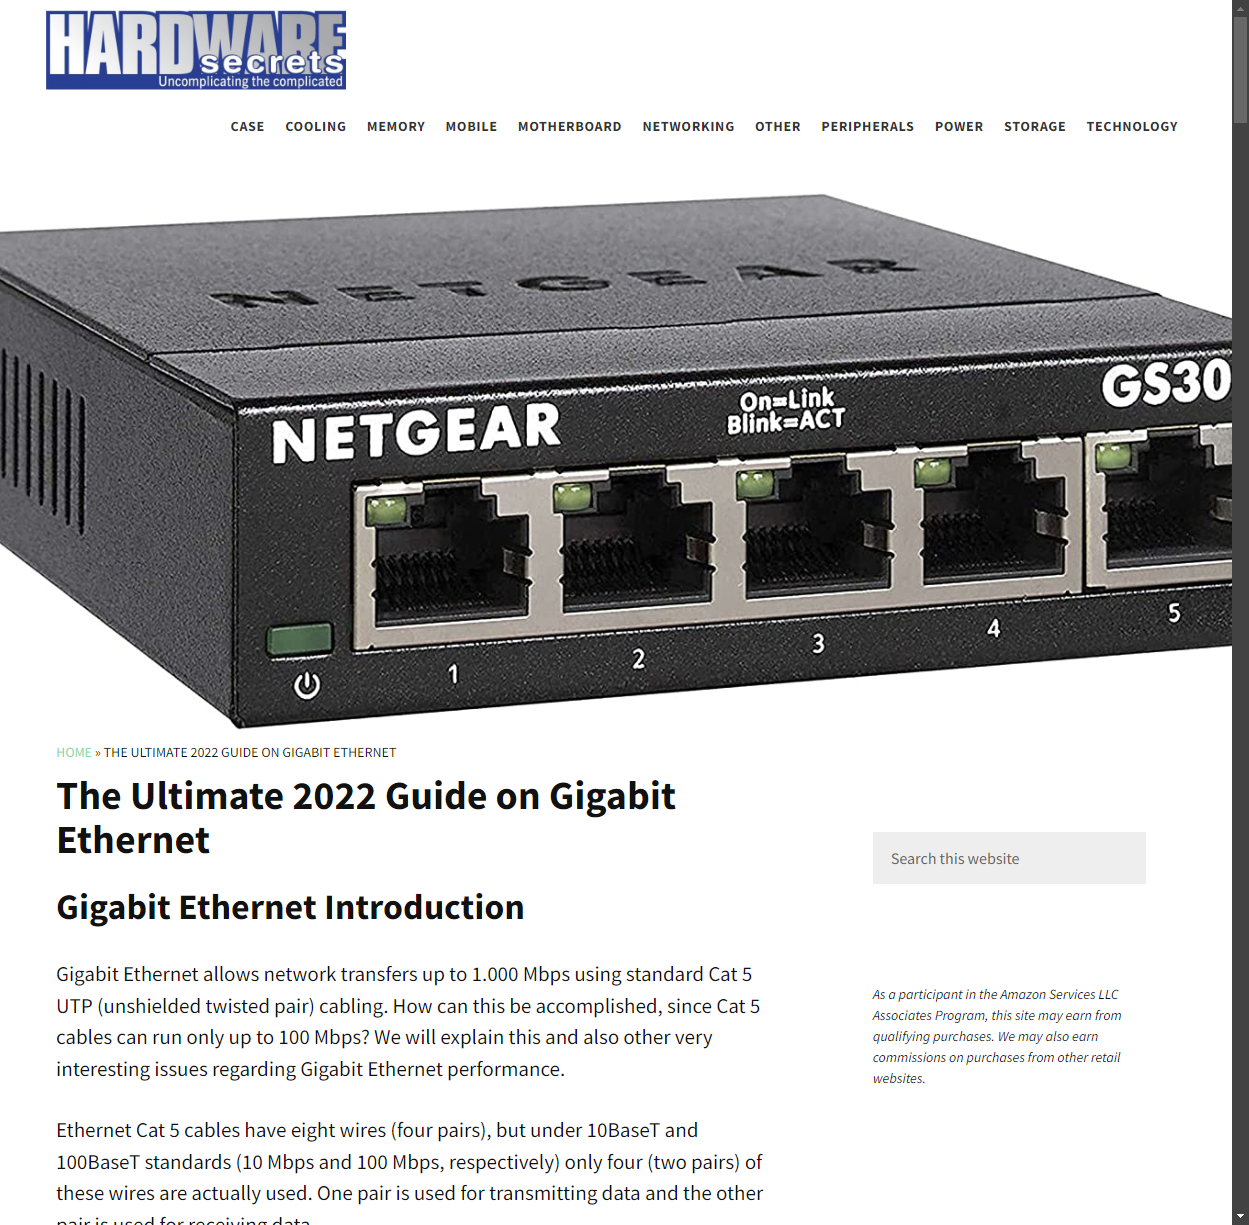 HARDWARE
secrets
Uncomplicating the complicated
CASE COOLING MEMORY MOBILE MOTHERBOARD NETWORKING OTHER PERIPHERALS POWER STORAGE TECHNOLOGY
NETGEAR
NETGEAR
On=Link
Blink=ACT
GS30
1 2 3 4 5
HOME » THE ULTIMATE 2022 GUIDE ON GIGABIT ETHERNET
The Ultimate 2022 Guide on Gigabit
Ethernet
Gigabit Ethernet Introduction
Gigabit Ethernet allows network transfers up to 1.000 Mbps using standard Cat 5
UTP (unshielded twisted pair) cabling. How can this be accomplished, since Cat 5
cables can run only up to 100 Mbps? We will explain this and also other very
interesting issues regarding Gigabit Ethernet performance.
Ethernet Cat 5 cables have eight wires (four pairs), but under 10BaseT and
100BaseT standards (10 Mbps and 100 Mbps, respectively) only four (two pairs) of
these wires are actually used. One pair is used for transmitting data and the other
pair is used for receiving data.
Search this website
As a participant in the Amazon Services LLC
Associates Program, this site may earn from
qualifying purchases. We may also earn
commissions on purchases from other retail
websites.